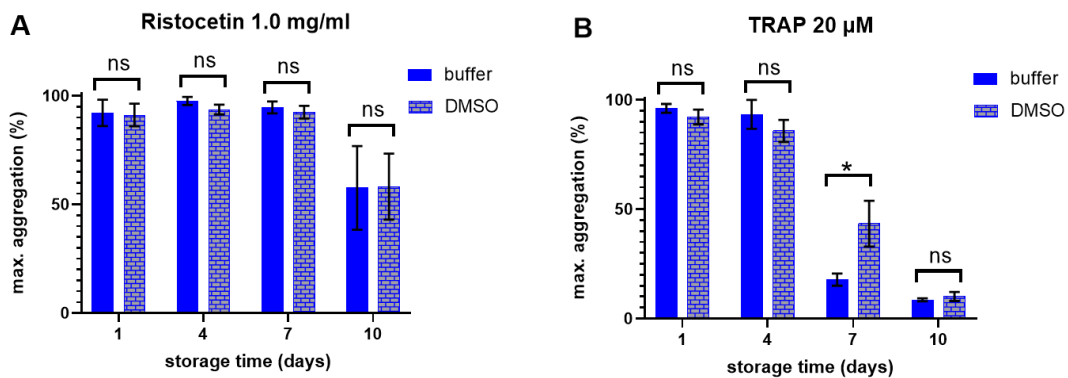 A
Ristocetin 1.0 mg/ml
max. aggregation (%)
100
50
0
ns
ns
ns
ns
buffer
DMSO
1 4 7 10
storage time (days)
B
TRAP 20 µM
max. aggregation (%)
100
50
0
ns
ns
*
ns
buffer
DMSO
1 4 7 10
storage time (days)